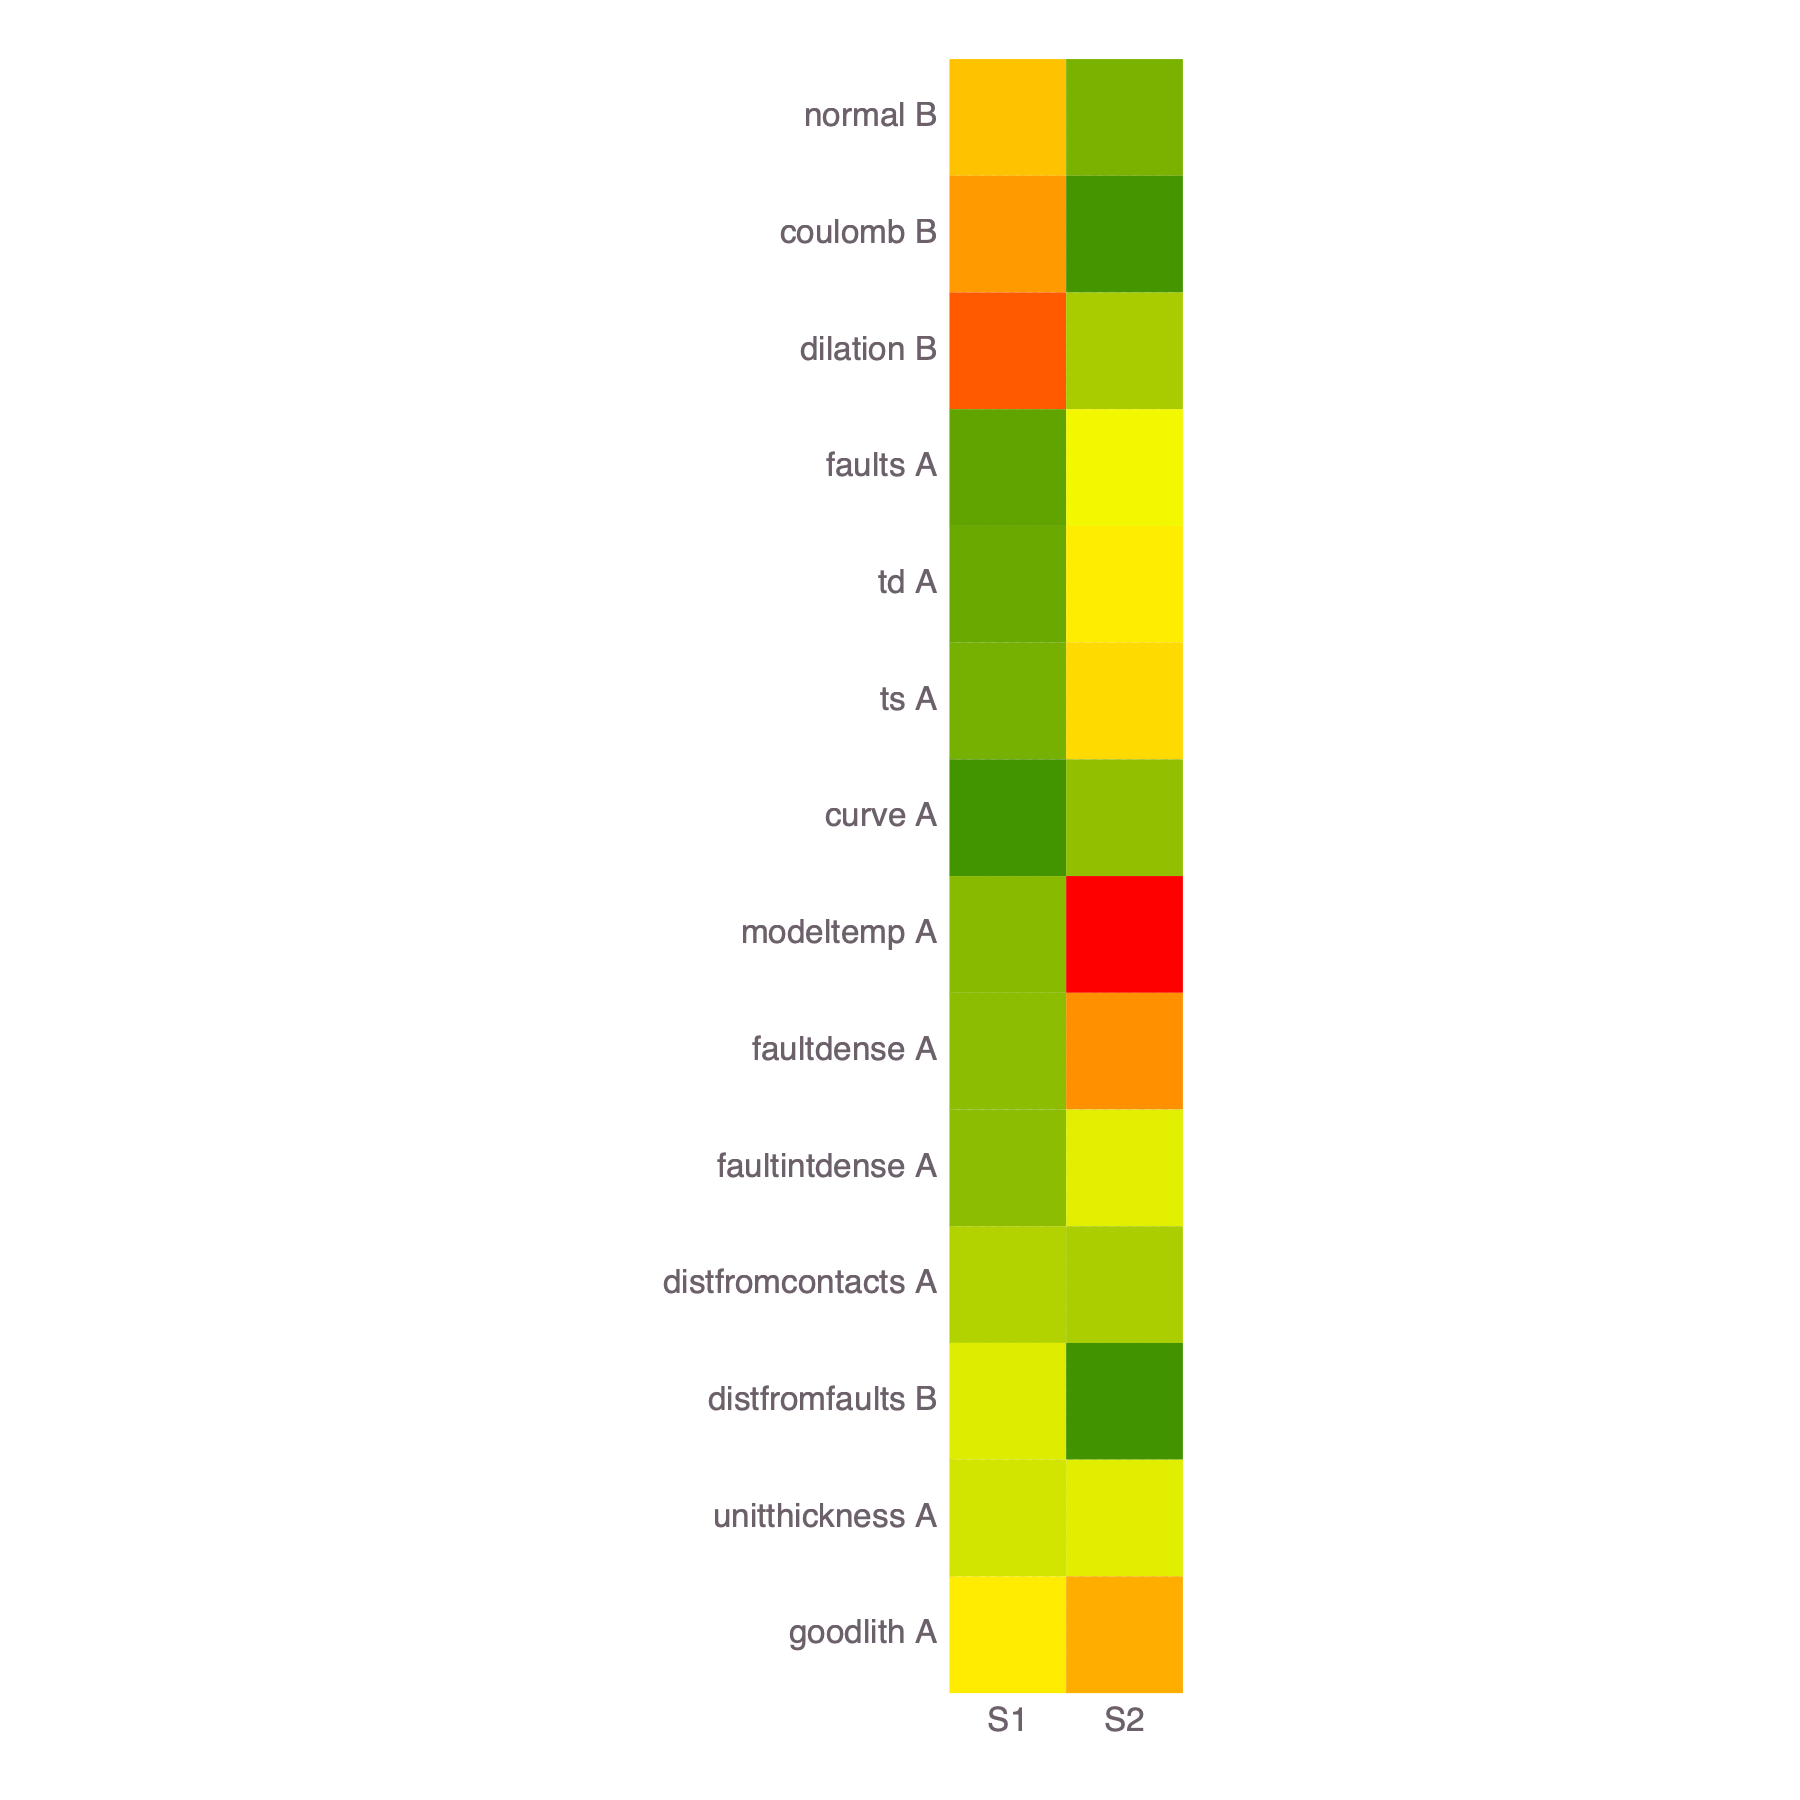 normal B
coulomb B
dilation B
faults A
td A
ts A
curve A
modeltemp A
faultdense A
faultintdense A
distfromcontacts A
distfromfaults B
unitthickness A
goodlith A
S1 S2